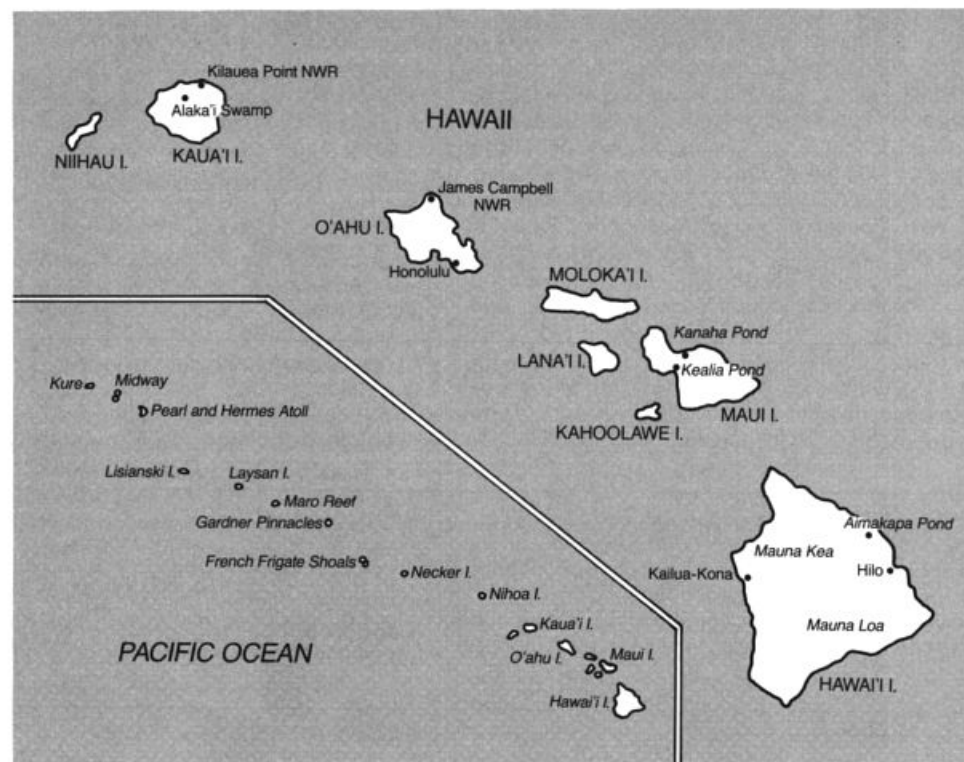 Kilauea Point NWR
Alaka'i Swamp
HAWAII
NIIHAU I.
KAUA'I I.
James Campbell
NWR
O'AHU I.
Honolulu
MOLOKA'I I.
Kanaha Pond
LANA'I I.
Kealia Pond
KAHOOLAWE I.
MAUI I.
Kure
Midway
Pearl and Hermes Atoll
Lisianski I.
Laysan I.
Maro Reef
Gardner Pinnacles
French Frigate Shoals
Necker I.
Nihoa I.
Kaua'i I.
O'ahu I.
Maui I.
Hawai'i I.
PACIFIC OCEAN
Aimakapa Pond
Mauna Kea
Kailua-Kona
Hilo
Mauna Loa
HAWAI'I I.